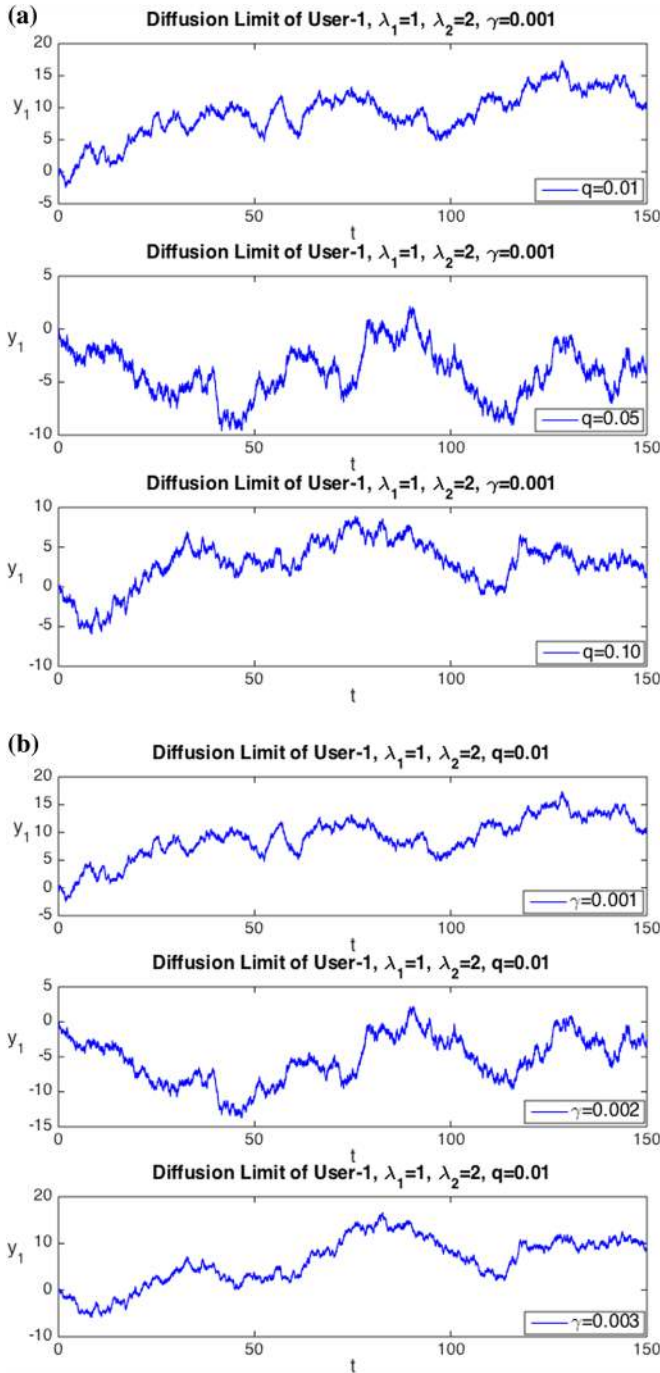 (a)
Diffusion Limit of User-1, λ₁=1, λ₂=2, γ=0.001
20
15
10
y₁
5
0
-5
0
50
100
150
t
q=0.01
Diffusion Limit of User-1, λ₁=1, λ₂=2, γ=0.001
5
0
y₁
-5
-10
0
50
100
150
t
q=0.05
Diffusion Limit of User-1, λ₁=1, λ₂=2, γ=0.001
10
5
y₁
0
-5
-10
0
50
100
150
t
q=0.10
(b)
Diffusion Limit of User-1, λ₁=1, λ₂=2, q=0.01
20
15
10
y₁
5
0
-5
0
50
100
150
t
γ=0.001
Diffusion Limit of User-1, λ₁=1, λ₂=2, q=0.01
5
0
y₁
-5
-10
-15
0
50
100
150
t
γ=0.002
Diffusion Limit of User-1, λ₁=1, λ₂=2, q=0.01
20
10
y₁
0
-10
0
50
100
150
t
γ=0.003